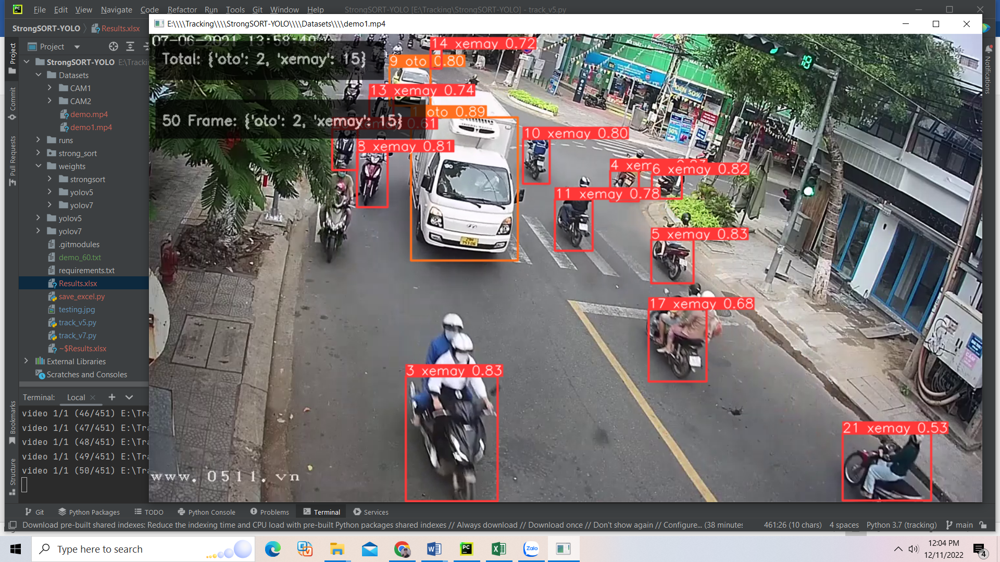 File Edit View Navigate Code Refactor Run Tools Git Window Help StrongSORT-YOLO [E:\Tracking\StrongSORT-YOLO] - track_v5.py
StrongSORT-YOLO Results.xlsx
E:\\\\Tracking\\\\StrongSORT-YOLO\\\\Datasets\\\\demo1.mp4
Project
StrongSORT-YOLO
Datasets
CAM1
CAM2
demo.mp4
demo1.mp4
runs
strong_sort
weights
strongsort
yolov5
yolov7
yolov5
yolov7
.gitmodules
demo_60.txt
requirements.txt
Results.xlsx
save_excel.py
testing.jpg
track_v5.py
track_v7.py
~$Results.xlsx
External Libraries
Scratches and Consoles
Project
Commit
Pull Requests
Bookmarks
Structure
Notifications
07-06-2021 13:58:49
Total: {'oto': 2, 'xemay': 15}
50 Frame: {'oto': 2, 'xemay': 15}
14 xemay 0.72
9 oto 0.80
13 xemay 0.74
1 oto 0.89
0.61
8 xemay 0.81
10 xemay 0.80
4 xem
6 xemay 0.82
11 xemay 0.78
5 xemay 0.83
17 xemay 0.68
3 xemay 0.83
21 xemay 0.53
ĐẾN 50%
50%
www.0511.vn
Terminal: Local
video 1/1 (46/451) E:\Tra
video 1/1 (47/451) E:\Tra
video 1/1 (48/451) E:\Tra
video 1/1 (49/451) E:\Tra
video 1/1 (50/451) E:\Tra
Git Python Packages TODO Python Console Problems Terminal Services
Download pre-built shared indexes: Reduce the indexing time and CPU load with pre-built Python packages shared indexes // Always download // Download once // Don't show again // Configure... (38 minutes 461:26 (10 chars) 4 spaces Python 3.7 (tracking) main
Type here to search
Zalo
12:04 PM
12/11/2022
4